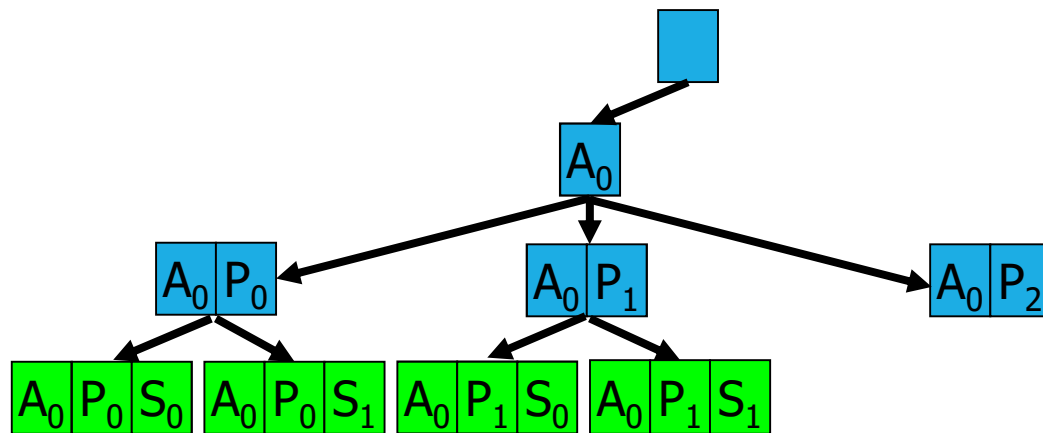 A₀
A₀ P₀ A₀ P₁ A₀ P₂
A₀ P₀ S₀ A₀ P₀ S₁ A₀ P₁ S₀ A₀ P₁ S₁